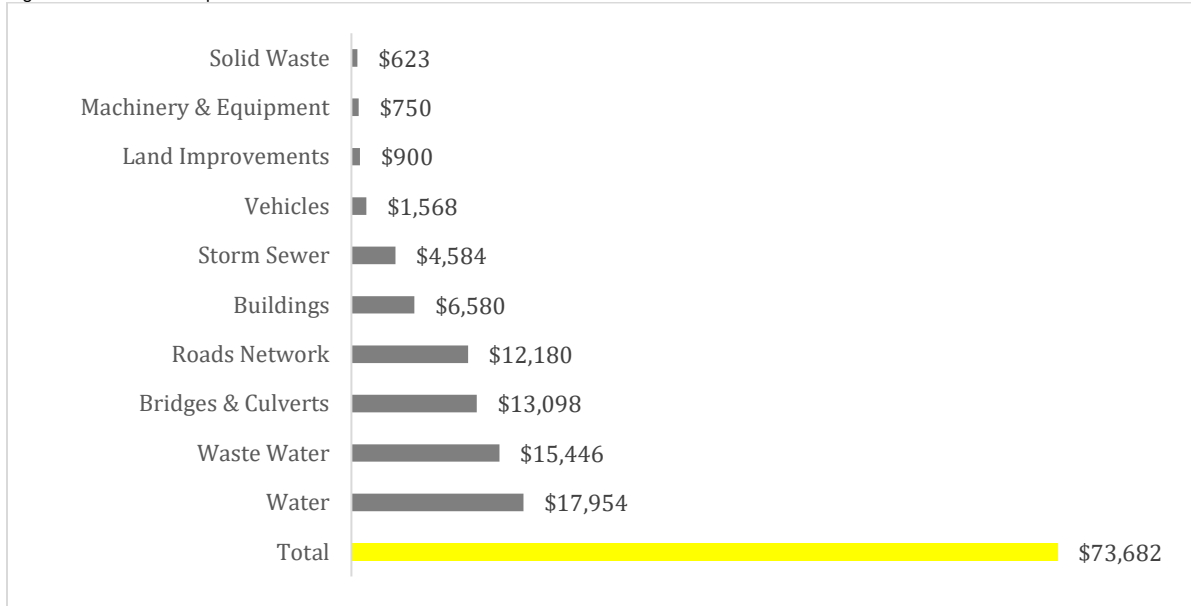 Solid Waste $623
Machinery & Equipment $750
Land Improvements $900
Vehicles $1,568
Storm Sewer $4,584
Buildings $6,580
Roads Network $12,180
Bridges & Culverts $13,098
Waste Water $15,446
Water $17,954
Total $73,682